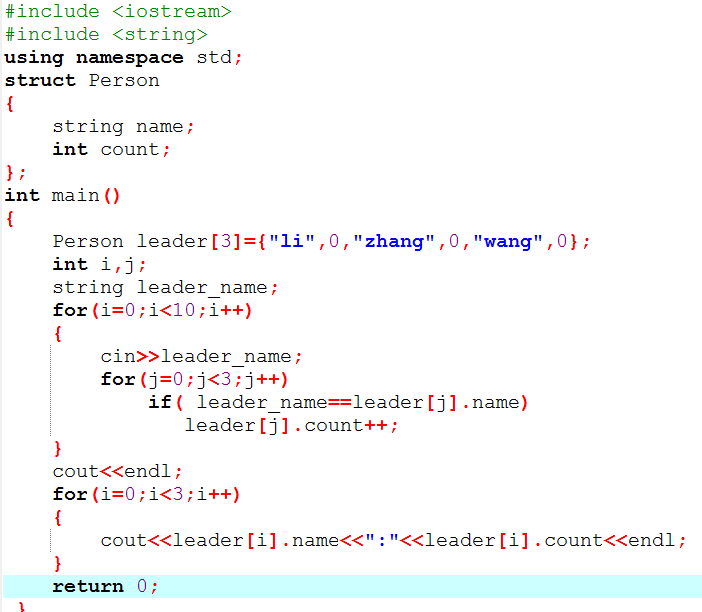 #include <iostream>
#include <string>
using namespace std;
struct Person
{
    string name;
    int count;
};
int main()
{
    Person leader[3]={"li",0,"zhang",0,"wang",0};
    int i,j;
    string leader_name;
    for(i=0;i<10;i++)
    {
        cin>>leader_name;
        for(j=0;j<3;j++)
            if( leader_name==leader[j].name)
               leader[j].count++;
    }
    cout<<endl;
    for(i=0;i<3;i++)
    {
        cout<<leader[i].name<<":"<<leader[i].count<<endl;
    }
    return 0;
 }